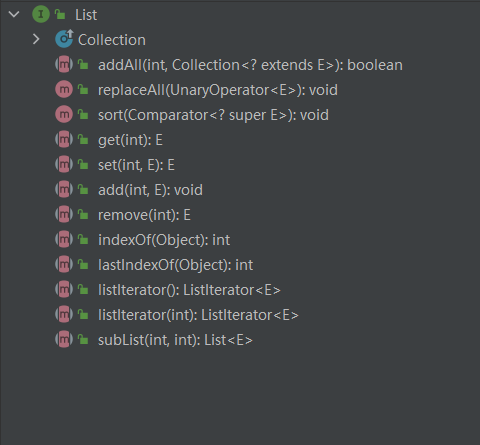 List
Collection
addAll(int, Collection<? extends E>): boolean
replaceAll(UnaryOperator<E>): void
sort(Comparator<? super E>): void
get(int): E
set(int, E): E
add(int, E): void
remove(int): E
indexOf(Object): int
lastIndexOf(Object): int
listIterator(): ListIterator<E>
listIterator(int): ListIterator<E>
subList(int, int): List<E>